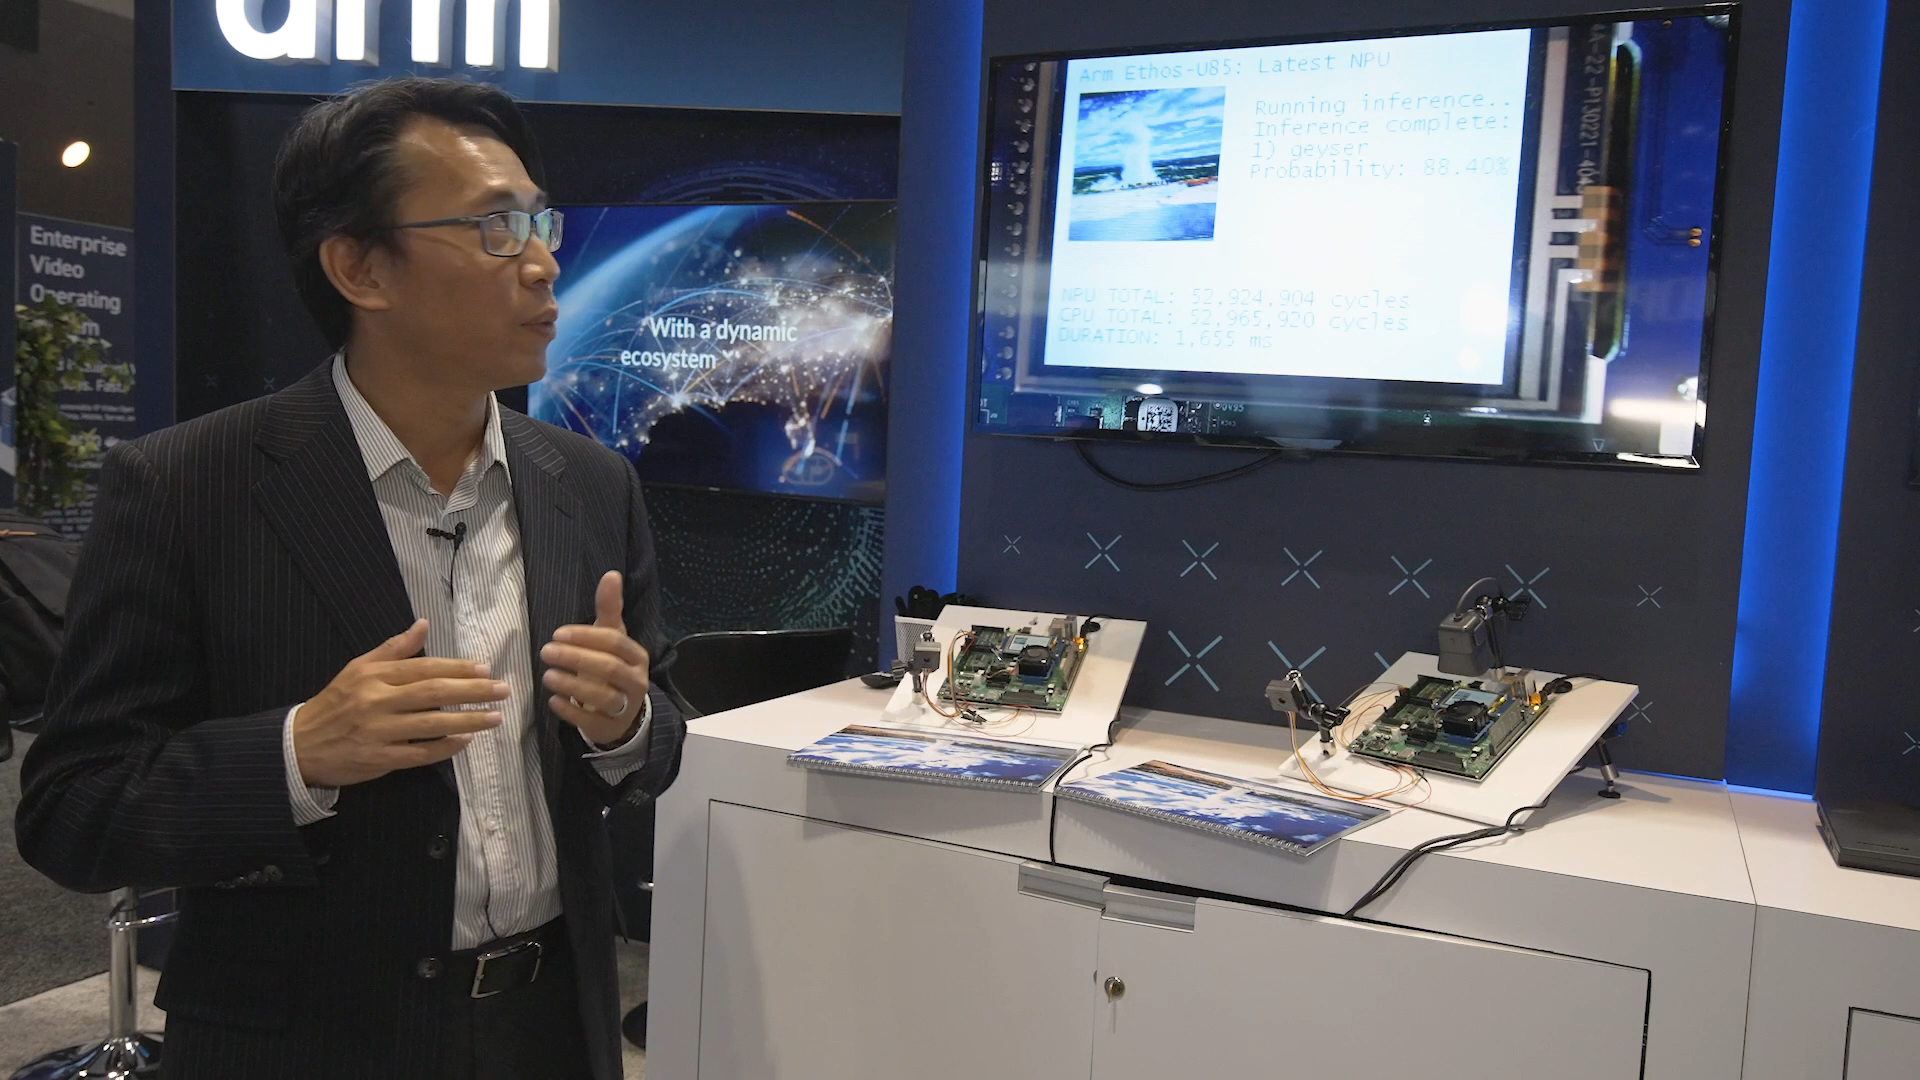 arm
Enterprise
Video
Operating
With a dynamic
ecosystem
Arm Ethos-U85: Latest NPU
Running inference..
Inference complete:
1) geyser
Probability: 88.40%
NPU TOTAL: 52,924,904 cycles
CPU TOTAL: 52,965,920 cycles
DURATION: 1,655 ms